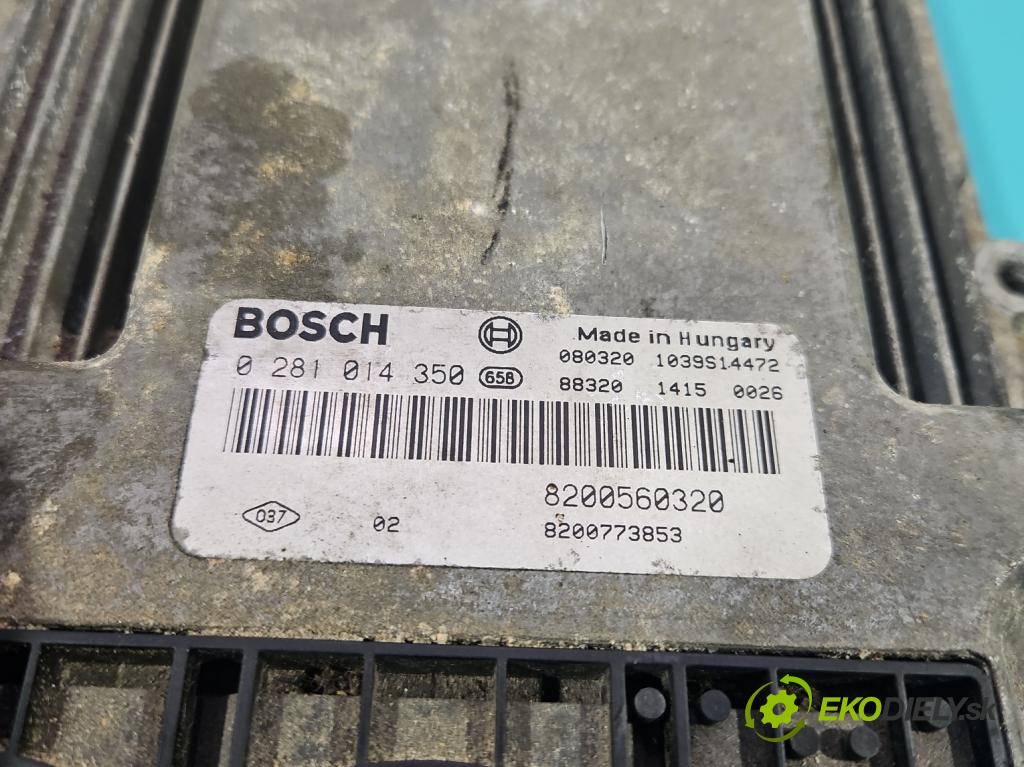 BOSCH H Made in Hungary
080320 1039S14472
0 281 014 350 65B 88320 1415 0026
8200560320
037 02 8200773853
EKODIELY.sk